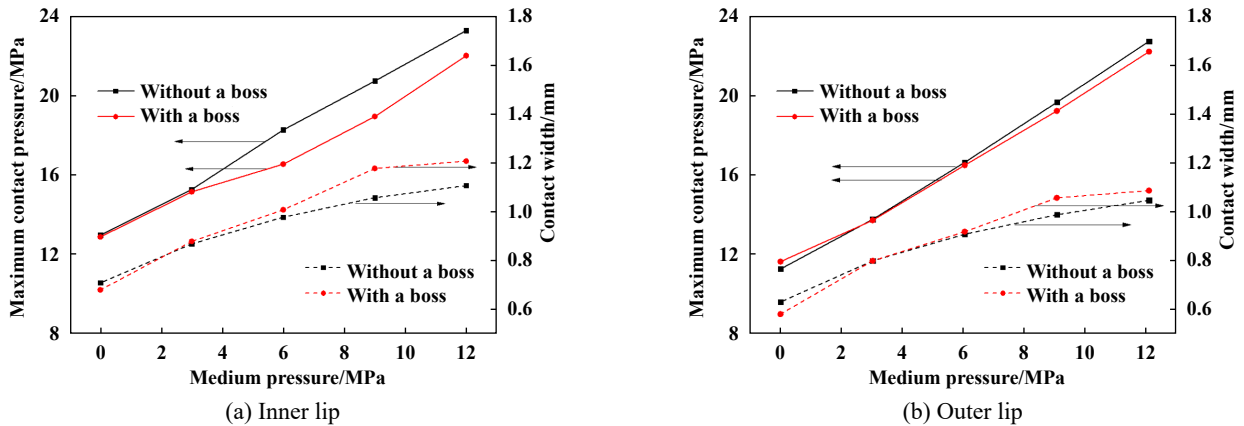 24
20
16
12
8
Maximum contact pressure/MPa
Without a boss
With a boss
Without a boss
With a boss
1.8
1.6
1.4
1.2
1.0
0.8
0.6
Contact width/mm
0 2 4 6 8 10 12
Medium pressure/MPa
(a) Inner lip
24
20
16
12
8
Maximum contact pressure/MPa
Without a boss
With a boss
Without a boss
With a boss
1.8
1.6
1.4
1.2
1.0
0.8
0.6
Contact width/mm
0 2 4 6 8 10 12
Medium pressure/MPa
(b) Outer lip